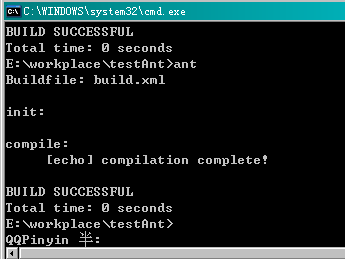 C:\WINDOWS\system32\cmd.exe
BUILD SUCCESSFUL
Total time: 0 seconds
E:\workplace\testAnt>ant
Buildfile: build.xml
init:
compile:
[echo] compilation complete!
BUILD SUCCESSFUL
Total time: 0 seconds
E:\workplace\testAnt>
QQPinyin 半: